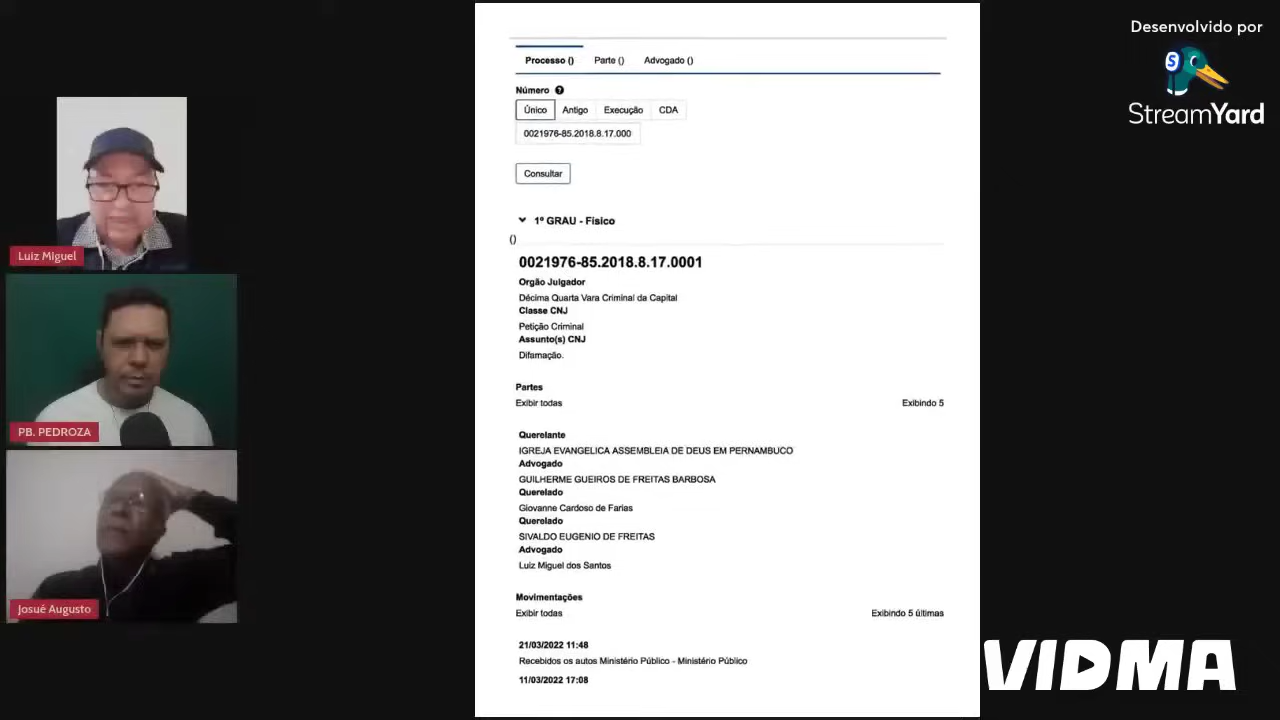 Desenvolvido por
StreamYard
Luiz Miguel
PB. PEDROZA
Josué Augusto
Processo () Parte () Advogado ()
Número ?
Único Antigo Execução CDA
0021976-85.2018.8.17.000
Consultar
1º GRAU - Físico
()
0021976-85.2018.8.17.0001
Orgão Julgador
Décima Quarta Vara Criminal da Capital
Classe CNJ
Petição Criminal
Assunto(s) CNJ
Difamação.
Partes
Exibir todas Exibindo 5
Querelante
IGREJA EVANGELICA ASSEMBLEIA DE DEUS EM PERNAMBUCO
Advogado
GUILHERME GUEIROS DE FREITAS BARBOSA
Querelado
Giovanne Cardoso de Farias
Querelado
SIVALDO EUGENIO DE FREITAS
Advogado
Luiz Miguel dos Santos
Movimentações
Exibir todas Exibindo 5 últimas
21/03/2022 11:48
Recebidos os autos Ministério Público - Ministério Público
11/03/2022 17:08
VIDMA